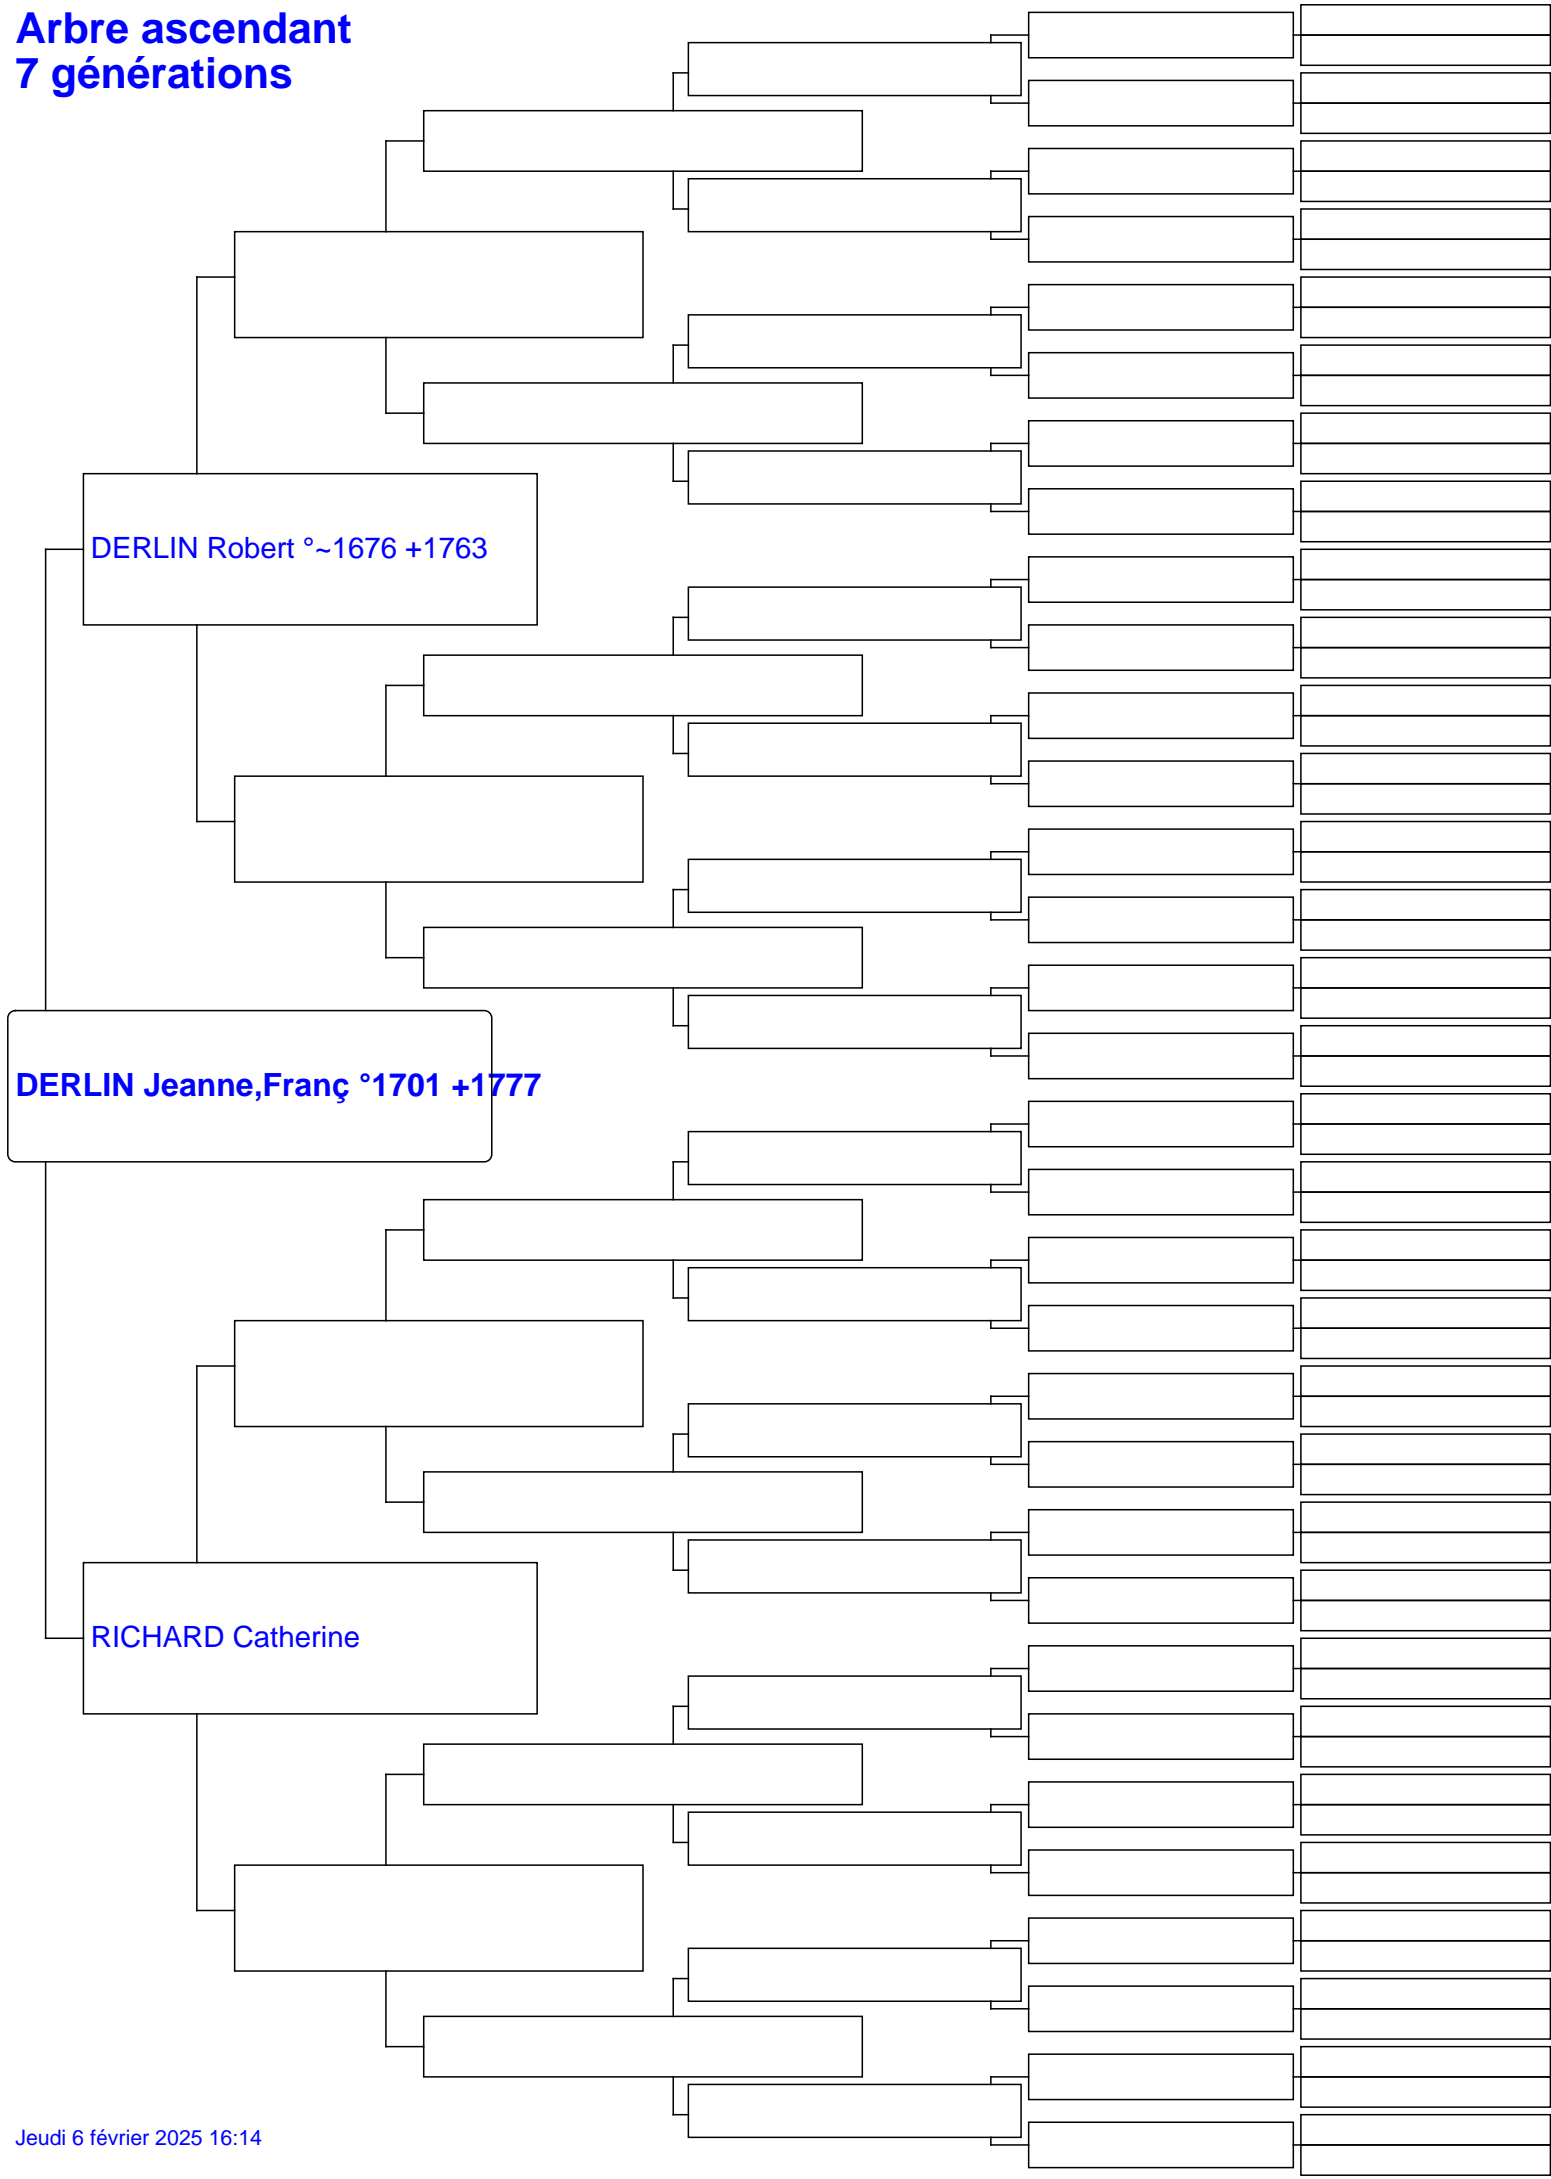 Arbre ascendant
7 générations
DERLIN Robert °~1676 +1763
DERLIN Jeanne,Franç °1701 +1777
RICHARD Catherine
Jeudi 6 février 2025 16:14